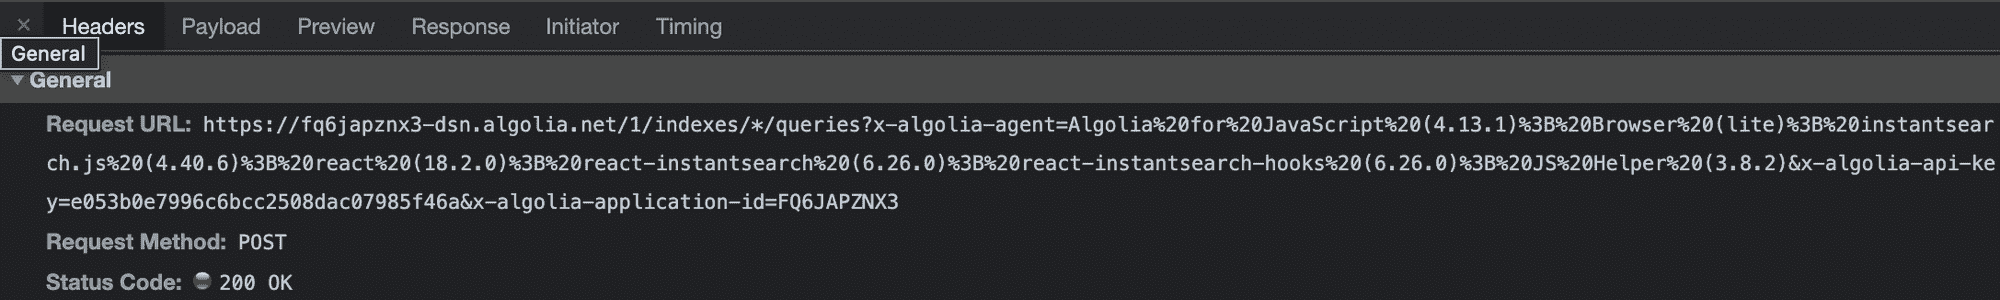 × Headers Payload Preview Response Initiator Timing
General
▼ General
Request URL: https://fq6japznx3-dsn.algolia.net/1/indexes/*/queries?x-algolia-agent=Algolia%20for%20JavaScript%20(4.13.1)%3B%20Browser%20(lite)%3B%20instantsear
ch.js%20(4.40.6)%3B%20react%20(18.2.0)%3B%20react-instantsearch%20(6.26.0)%3B%20react-instantsearch-hooks%20(6.26.0)%3B%20JS%20Helper%20(3.8.2)&x-algolia-api-ke
y=e053b0e7996c6bcc2508dac07985f46a&x-algolia-application-id=FQ6JAPZNX3
Request Method: POST
Status Code: 200 OK